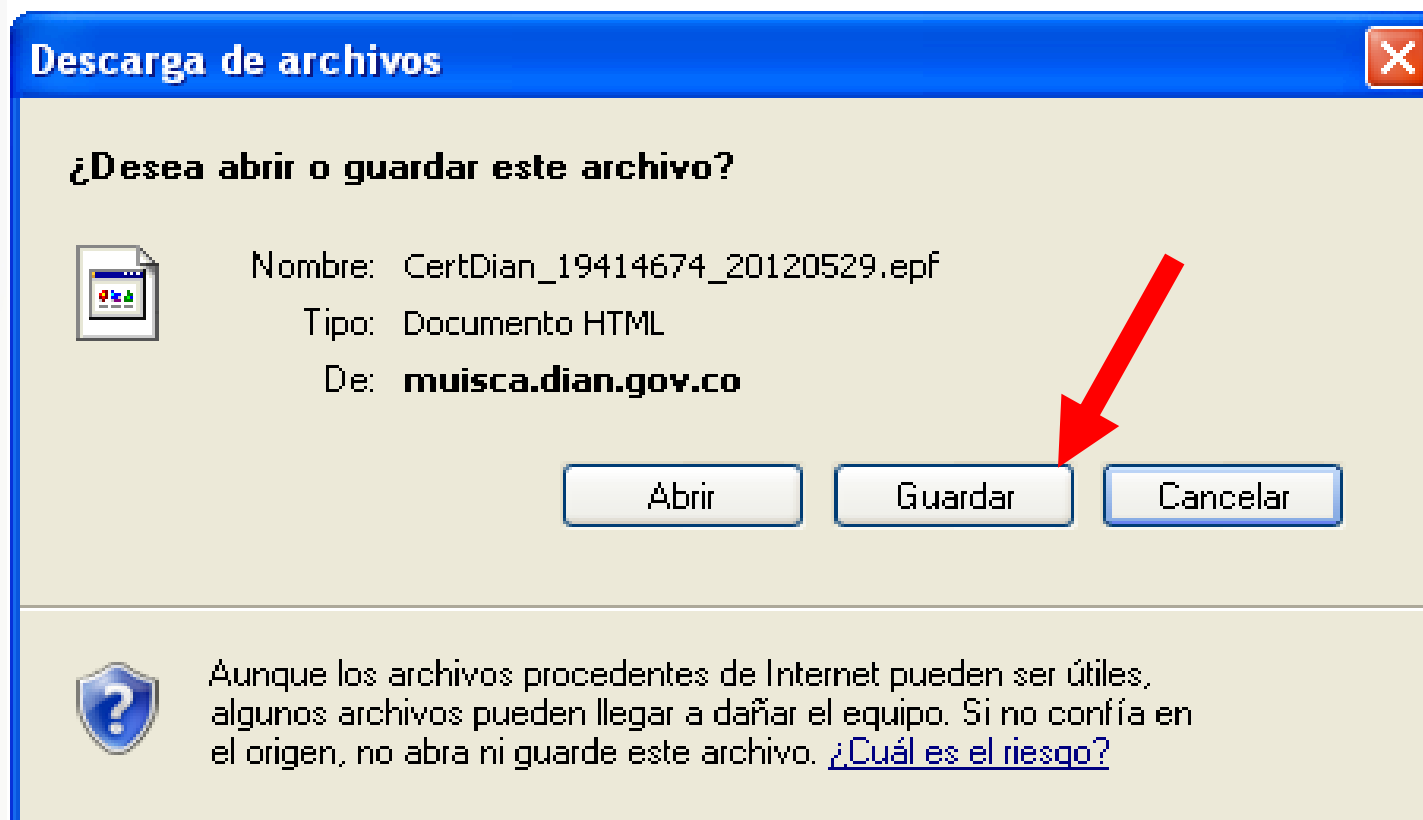 Descarga de archivos
¿Desea abrir o guardar este archivo?
Nombre: CertDian_19414674_20120529.epf
Tipo: Documento HTML
De: muisca.dian.gov.co
Abrir Guardar Cancelar
Aunque los archivos procedentes de Internet pueden ser útiles,
algunos archivos pueden llegar a dañar el equipo. Si no confía en
el origen, no abra ni guarde este archivo. ¿Cuál es el riesgo?